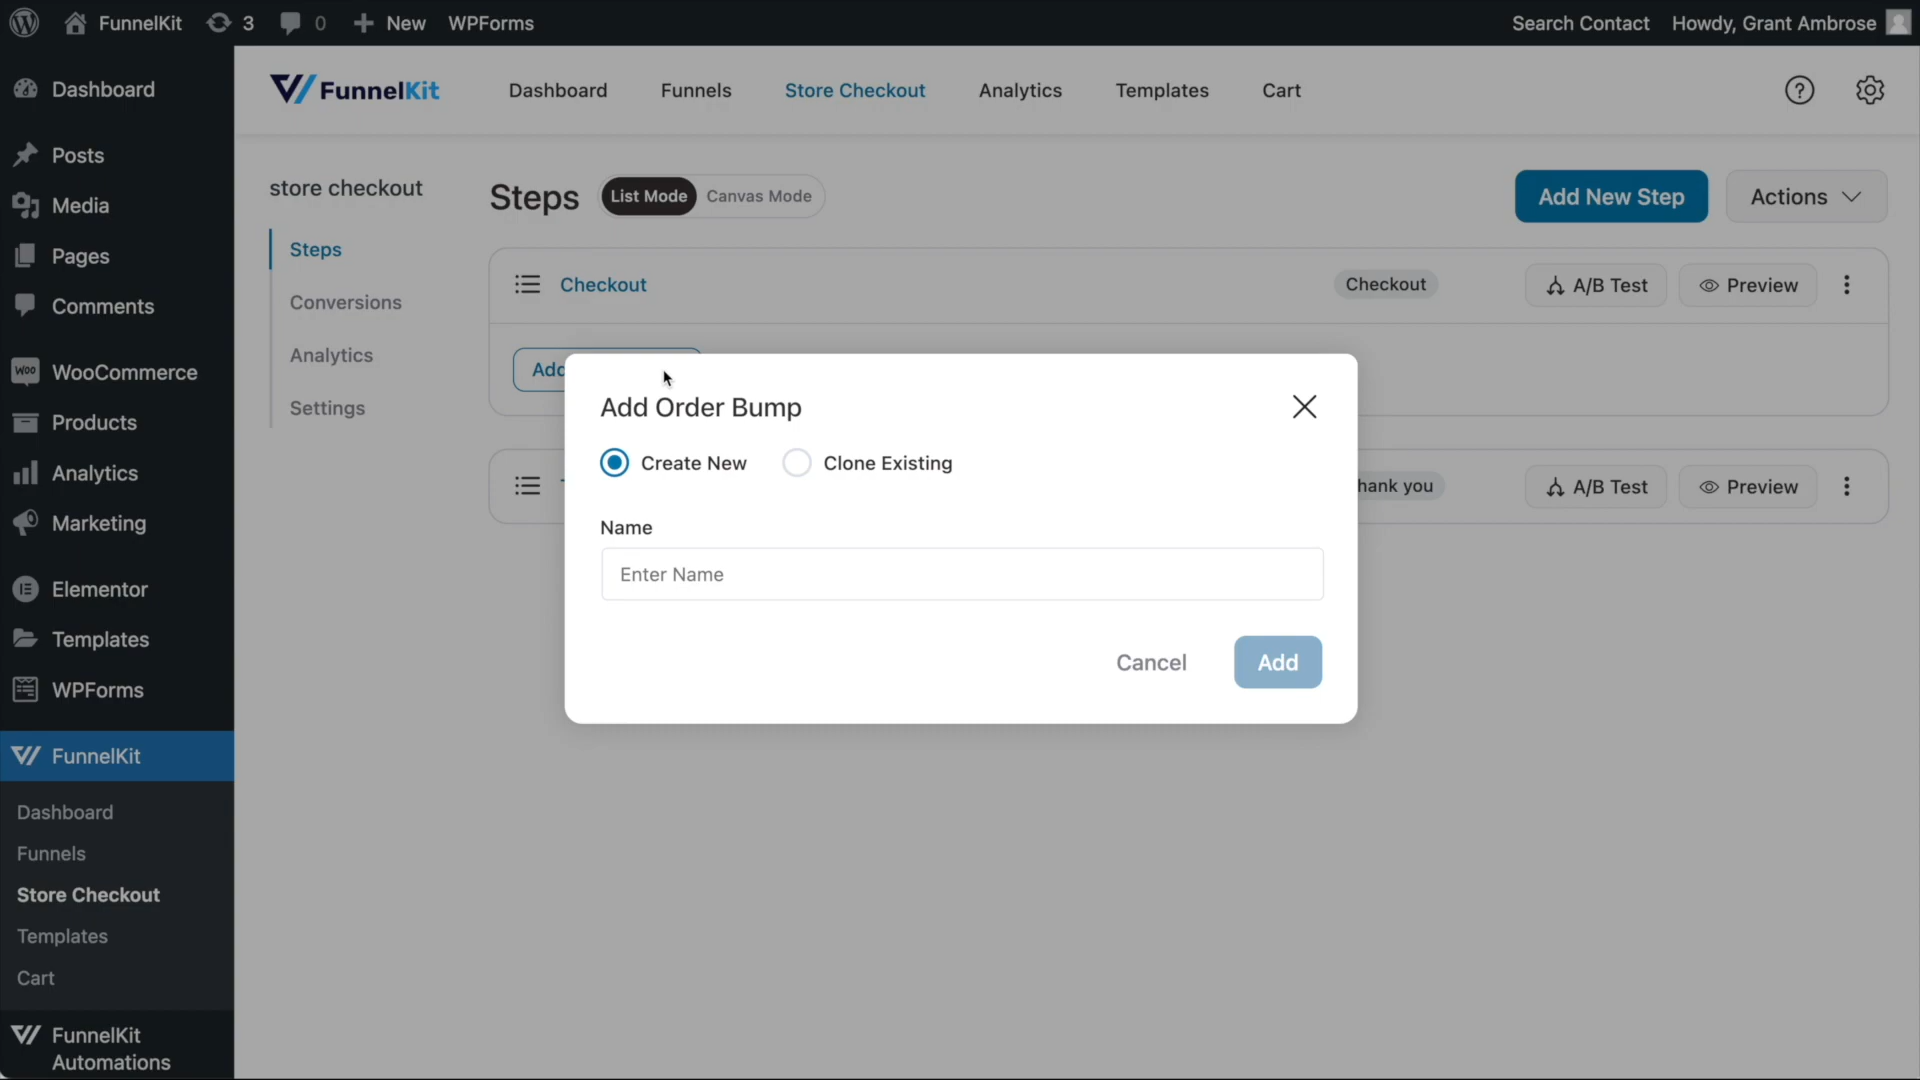 FunnelKit 3 0 New WPForms Search Contact Howdy, Grant Ambrose
Dashboard
Posts
Media
Pages
Comments
WOO WooCommerce
Products
Analytics
Marketing
Elementor
Templates
WPForms
FunnelKit
Dashboard
Funnels
Store Checkout
Templates
Cart
FunnelKit
Automations
FunnelKit Dashboard Funnels Store Checkout Analytics Templates Cart ?
store checkout
Steps
Conversions
Analytics
Settings
Steps List Mode Canvas Mode Add New Step Actions
Checkout Checkout A/B Test Preview
Add
hank you A/B Test Preview
Add Order Bump
Create New Clone Existing
Name
Enter Name
Cancel Add